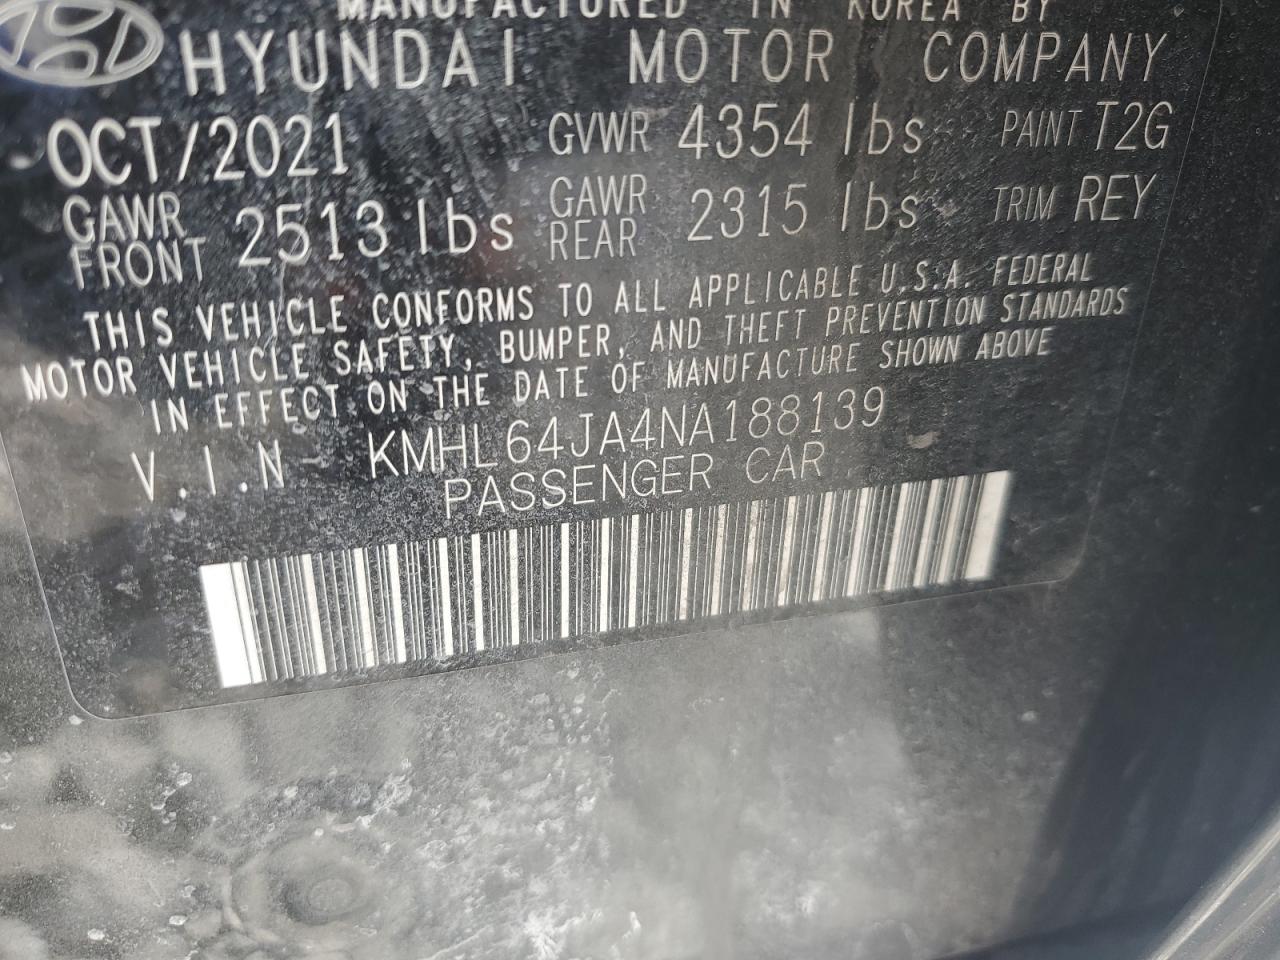 MANUFACTURED IN KOREA BY
HYUNDAI MOTOR COMPANY
OCT/2021 GVWR 4354 lbs PAINT T2G
GAWR FRONT 2513 lbs GAWR REAR 2315 lbs TRIM REY
THIS VEHICLE CONFORMS TO ALL APPLICABLE U.S.A. FEDERAL
MOTOR VEHICLE SAFETY, BUMPER, AND THEFT PREVENTION STANDARDS
IN EFFECT ON THE DATE OF MANUFACTURE SHOWN ABOVE
V.I.N KMHL64JA4NA188139
PASSENGER CAR